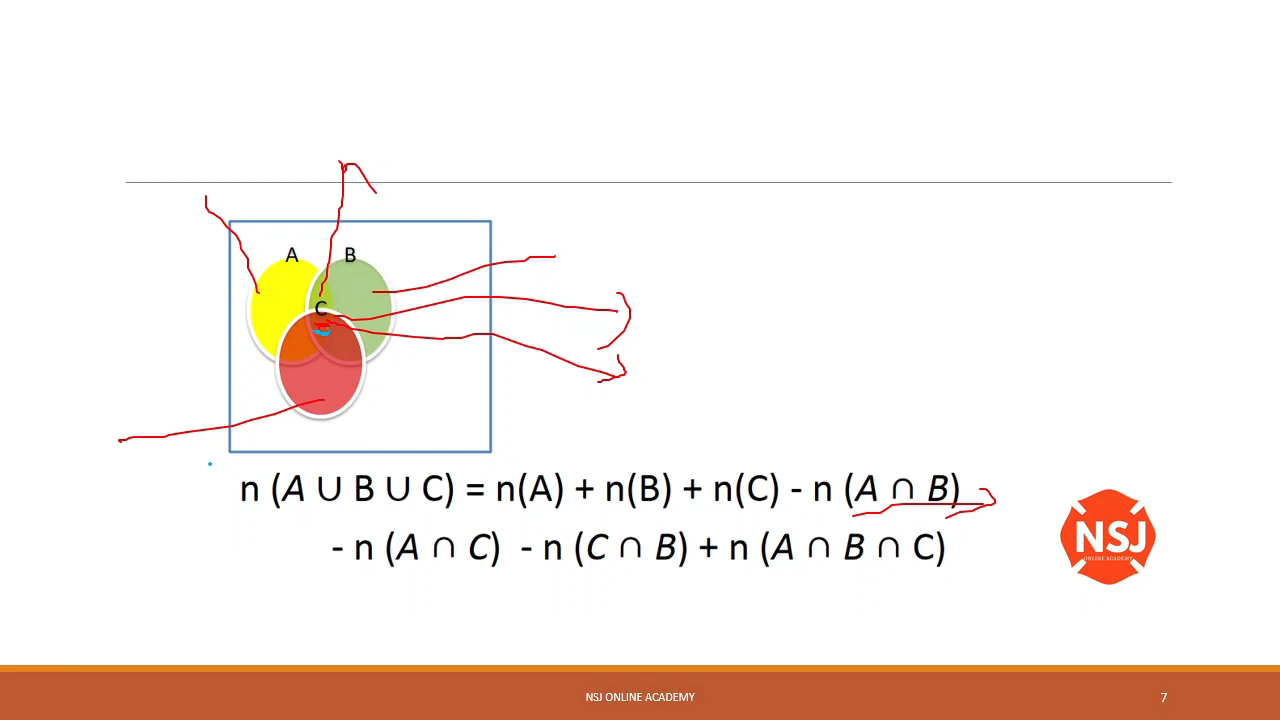 A B
C
n (A ∪ B ∪ C) = n(A) + n(B) + n(C) - n (A ∩ B)
- n (A ∩ C) - n (C ∩ B) + n (A ∩ B ∩ C)
NSJ
ONLINE ACADEMY
NSJ ONLINE ACADEMY
7